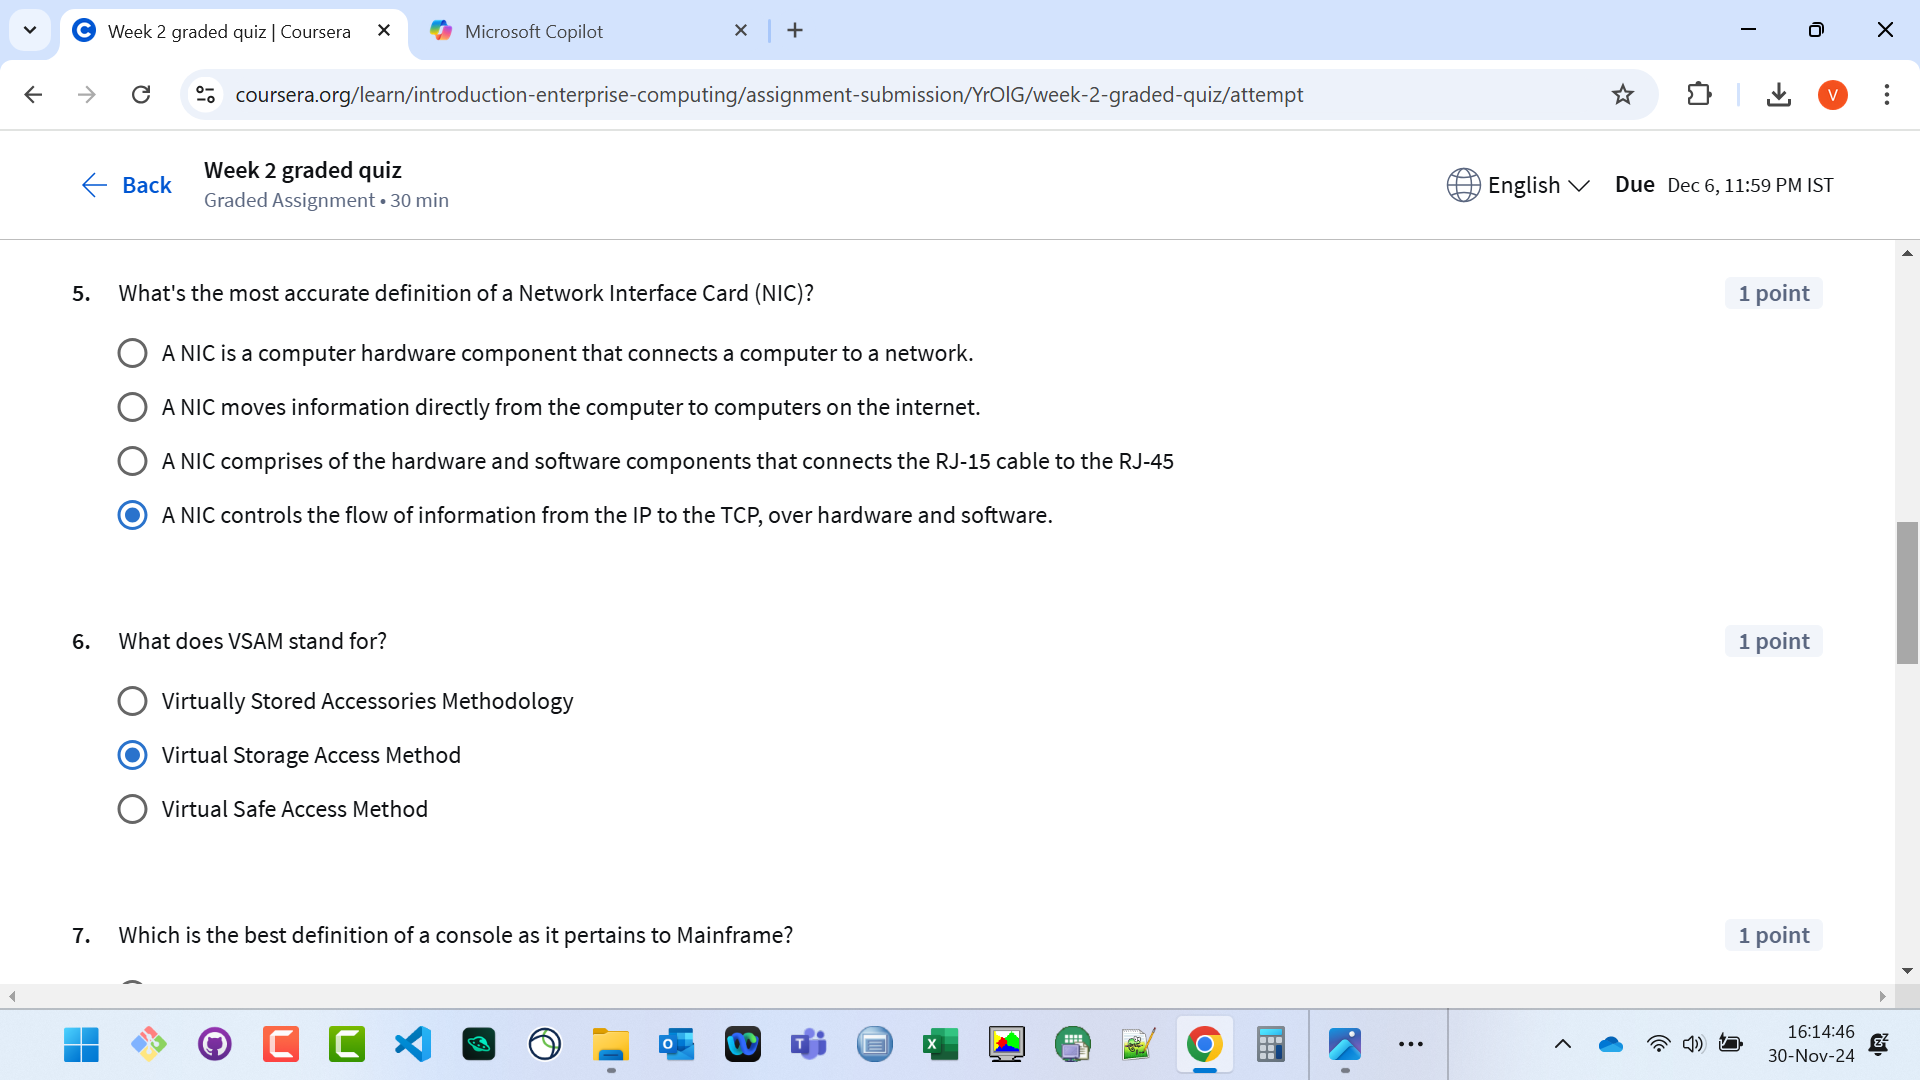 Week 2 graded quiz | Coursera
Microsoft Copilot
coursera.org/learn/introduction-enterprise-computing/assignment-submission/YrOlG/week-2-graded-quiz/attempt
V
Back
Week 2 graded quiz
Graded Assignment • 30 min
English
Due Dec 6, 11:59 PM IST
5. What's the most accurate definition of a Network Interface Card (NIC)? 1 point
A NIC is a computer hardware component that connects a computer to a network.
A NIC moves information directly from the computer to computers on the internet.
A NIC comprises of the hardware and software components that connects the RJ-15 cable to the RJ-45
A NIC controls the flow of information from the IP to the TCP, over hardware and software.
6. What does VSAM stand for? 1 point
Virtually Stored Accessories Methodology
Virtual Storage Access Method
Virtual Safe Access Method
7. Which is the best definition of a console as it pertains to Mainframe? 1 point
16:14:46
30-Nov-24